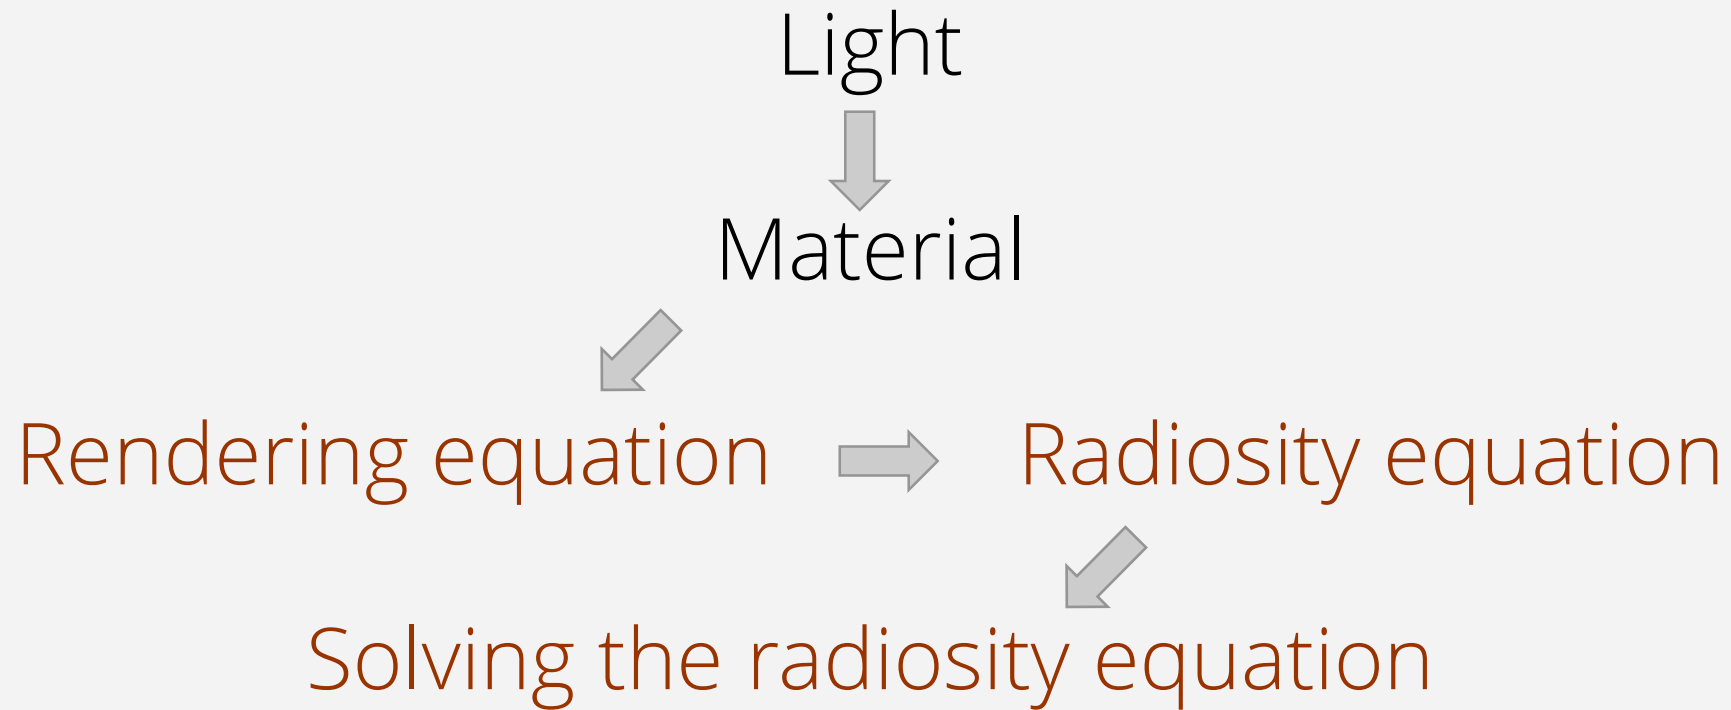 Light
Material
Rendering equation
Radiosity equation
Solving the radiosity equation